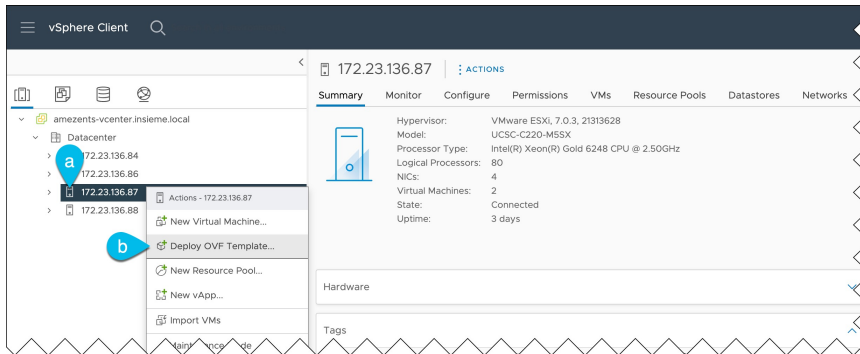 vSphere Client
172.23.136.87
ACTIONS
Summary Monitor Configure Permissions VMs Resource Pools Datastores Networks
amezents-vcenter.insieme.local
Datacenter
172.23.136.84
a
172.23.136.86
172.23.136.87
172.23.136.88
Actions - 172.23.136.87
New Virtual Machine...
b
Deploy OVF Template...
New Resource Pool...
New vApp...
Import VMs
Hypervisor: VMware ESXi, 7.0.3, 21313628
Model: UCSC-C220-M5SX
Processor Type: Intel(R) Xeon(R) Gold 6248 CPU @ 2.50GHz
Logical Processors: 80
NICs: 4
Virtual Machines: 2
State: Connected
Uptime: 3 days
Hardware
Tags